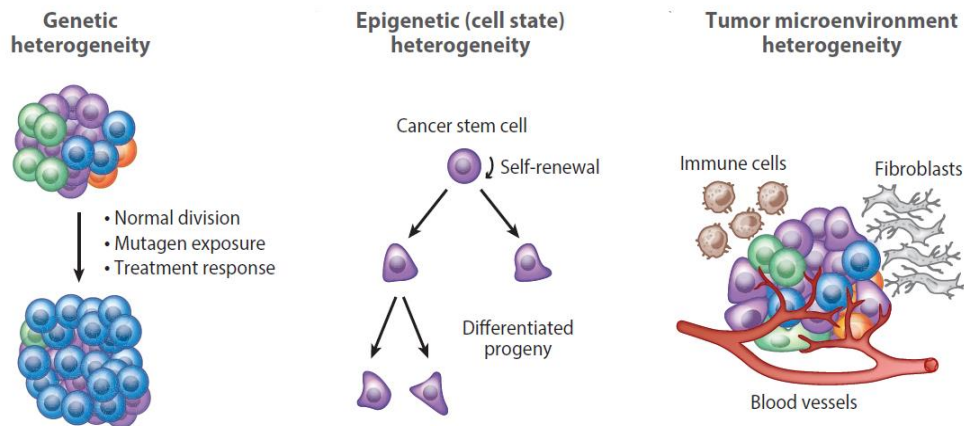 Genetic
heterogeneity
• Normal division
• Mutagen exposure
• Treatment response
Epigenetic (cell state)
heterogeneity
Cancer stem cell
Self-renewal
Differentiated
progeny
Tumor microenvironment
heterogeneity
Immune cells
Fibroblasts
Blood vessels